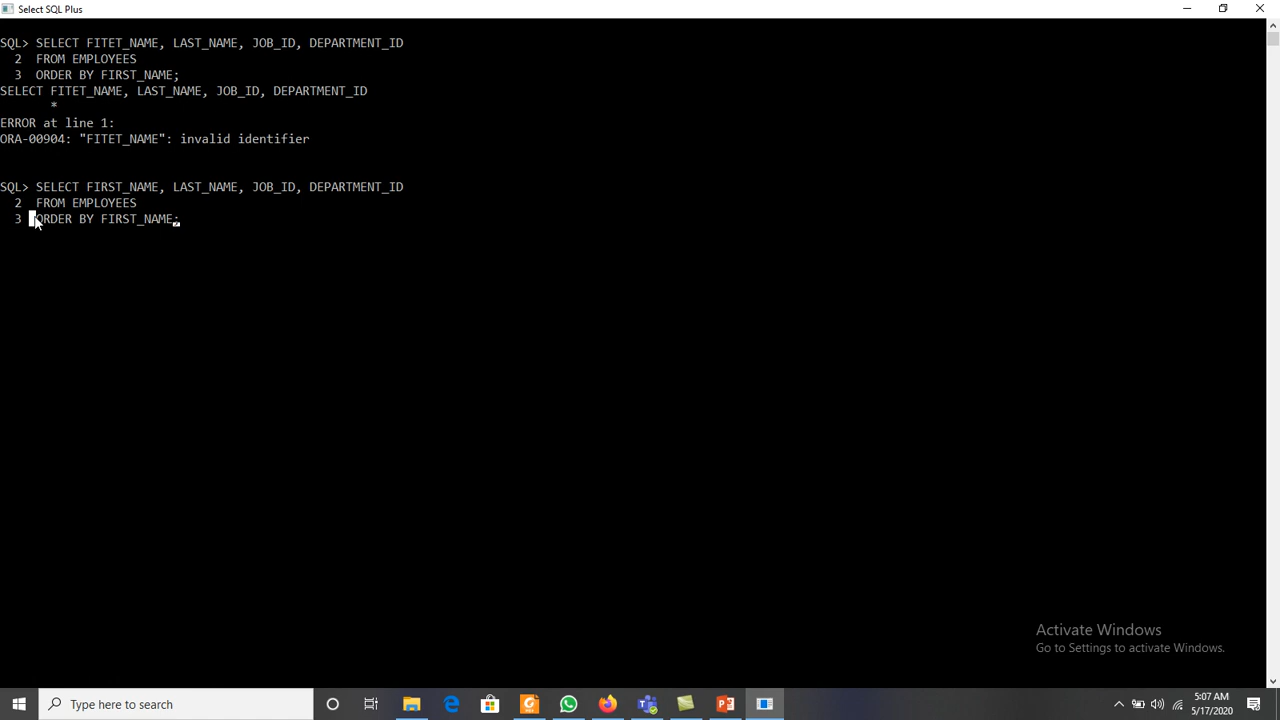 Select SQL Plus
SQL> SELECT FITET_NAME, LAST_NAME, JOB_ID, DEPARTMENT_ID
2 FROM EMPLOYEES
3 ORDER BY FIRST_NAME;
SELECT FITET_NAME, LAST_NAME, JOB_ID, DEPARTMENT_ID
*
ERROR at line 1:
ORA-00904: "FITET_NAME": invalid identifier
SQL> SELECT FIRST_NAME, LAST_NAME, JOB_ID, DEPARTMENT_ID
2 FROM EMPLOYEES
3 ORDER BY FIRST_NAME;
Activate Windows
Go to Settings to activate Windows.
Type here to search
5:07 AM
5/17/2020